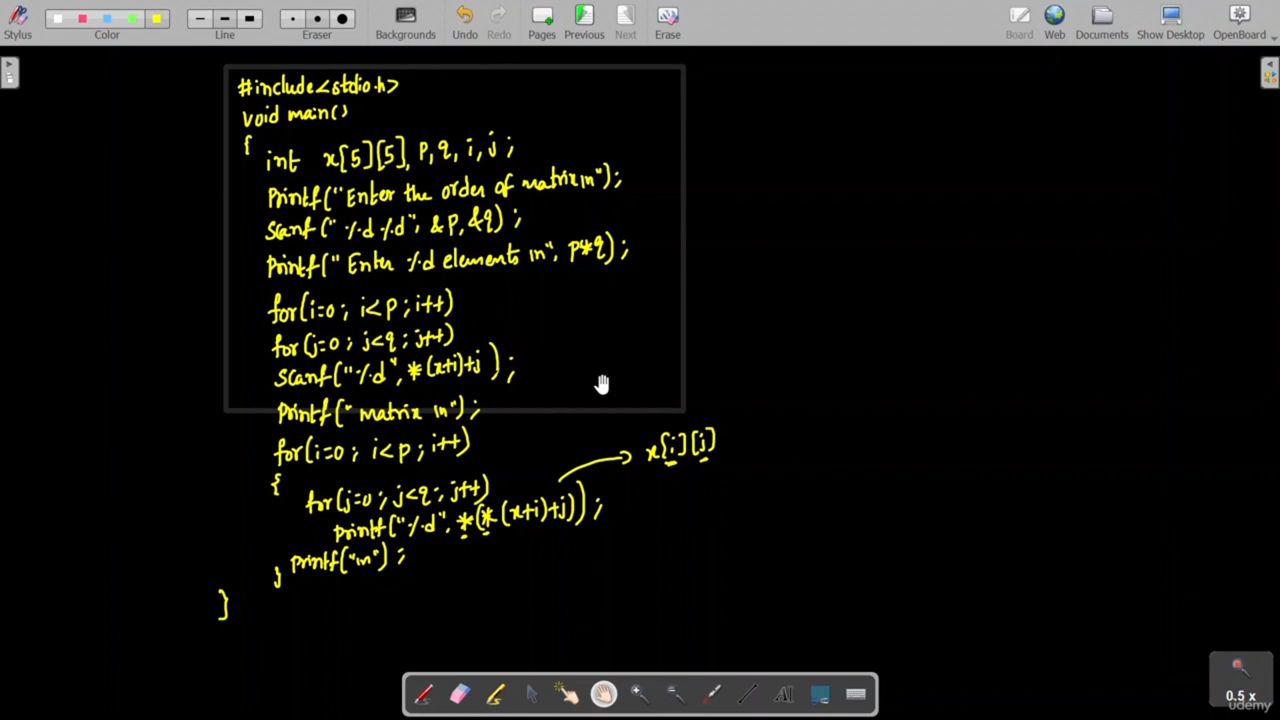 Stylus
Color
Line
Eraser
Backgrounds
Undo
Redo
Pages
Previous
Next
Erase
Board
Web
Documents
Show Desktop
OpenBoard
#include<stdio.h>
void main()
{
int x[5][5], p, q, i, j ;
Printf("Enter the order of matrix\n");
Scanf("%d%d", &p, &q) ;
Printf("Enter %d elements \n", p*q) ;
for(i=0 ; i<p ; i++)
for(j=0 ; j<q ; j++)
Scanf("%d", *(x+i)+j ) ;
Printf("matrix \n") ;
for(i=0 ; i<p ; i++)
x[i][j]
{
for(j=0 ; j<q ; j++)
printf("%d", *(*(x+i)+j)) ;
printf("\n") ;
}
}
0.5 x
udemy